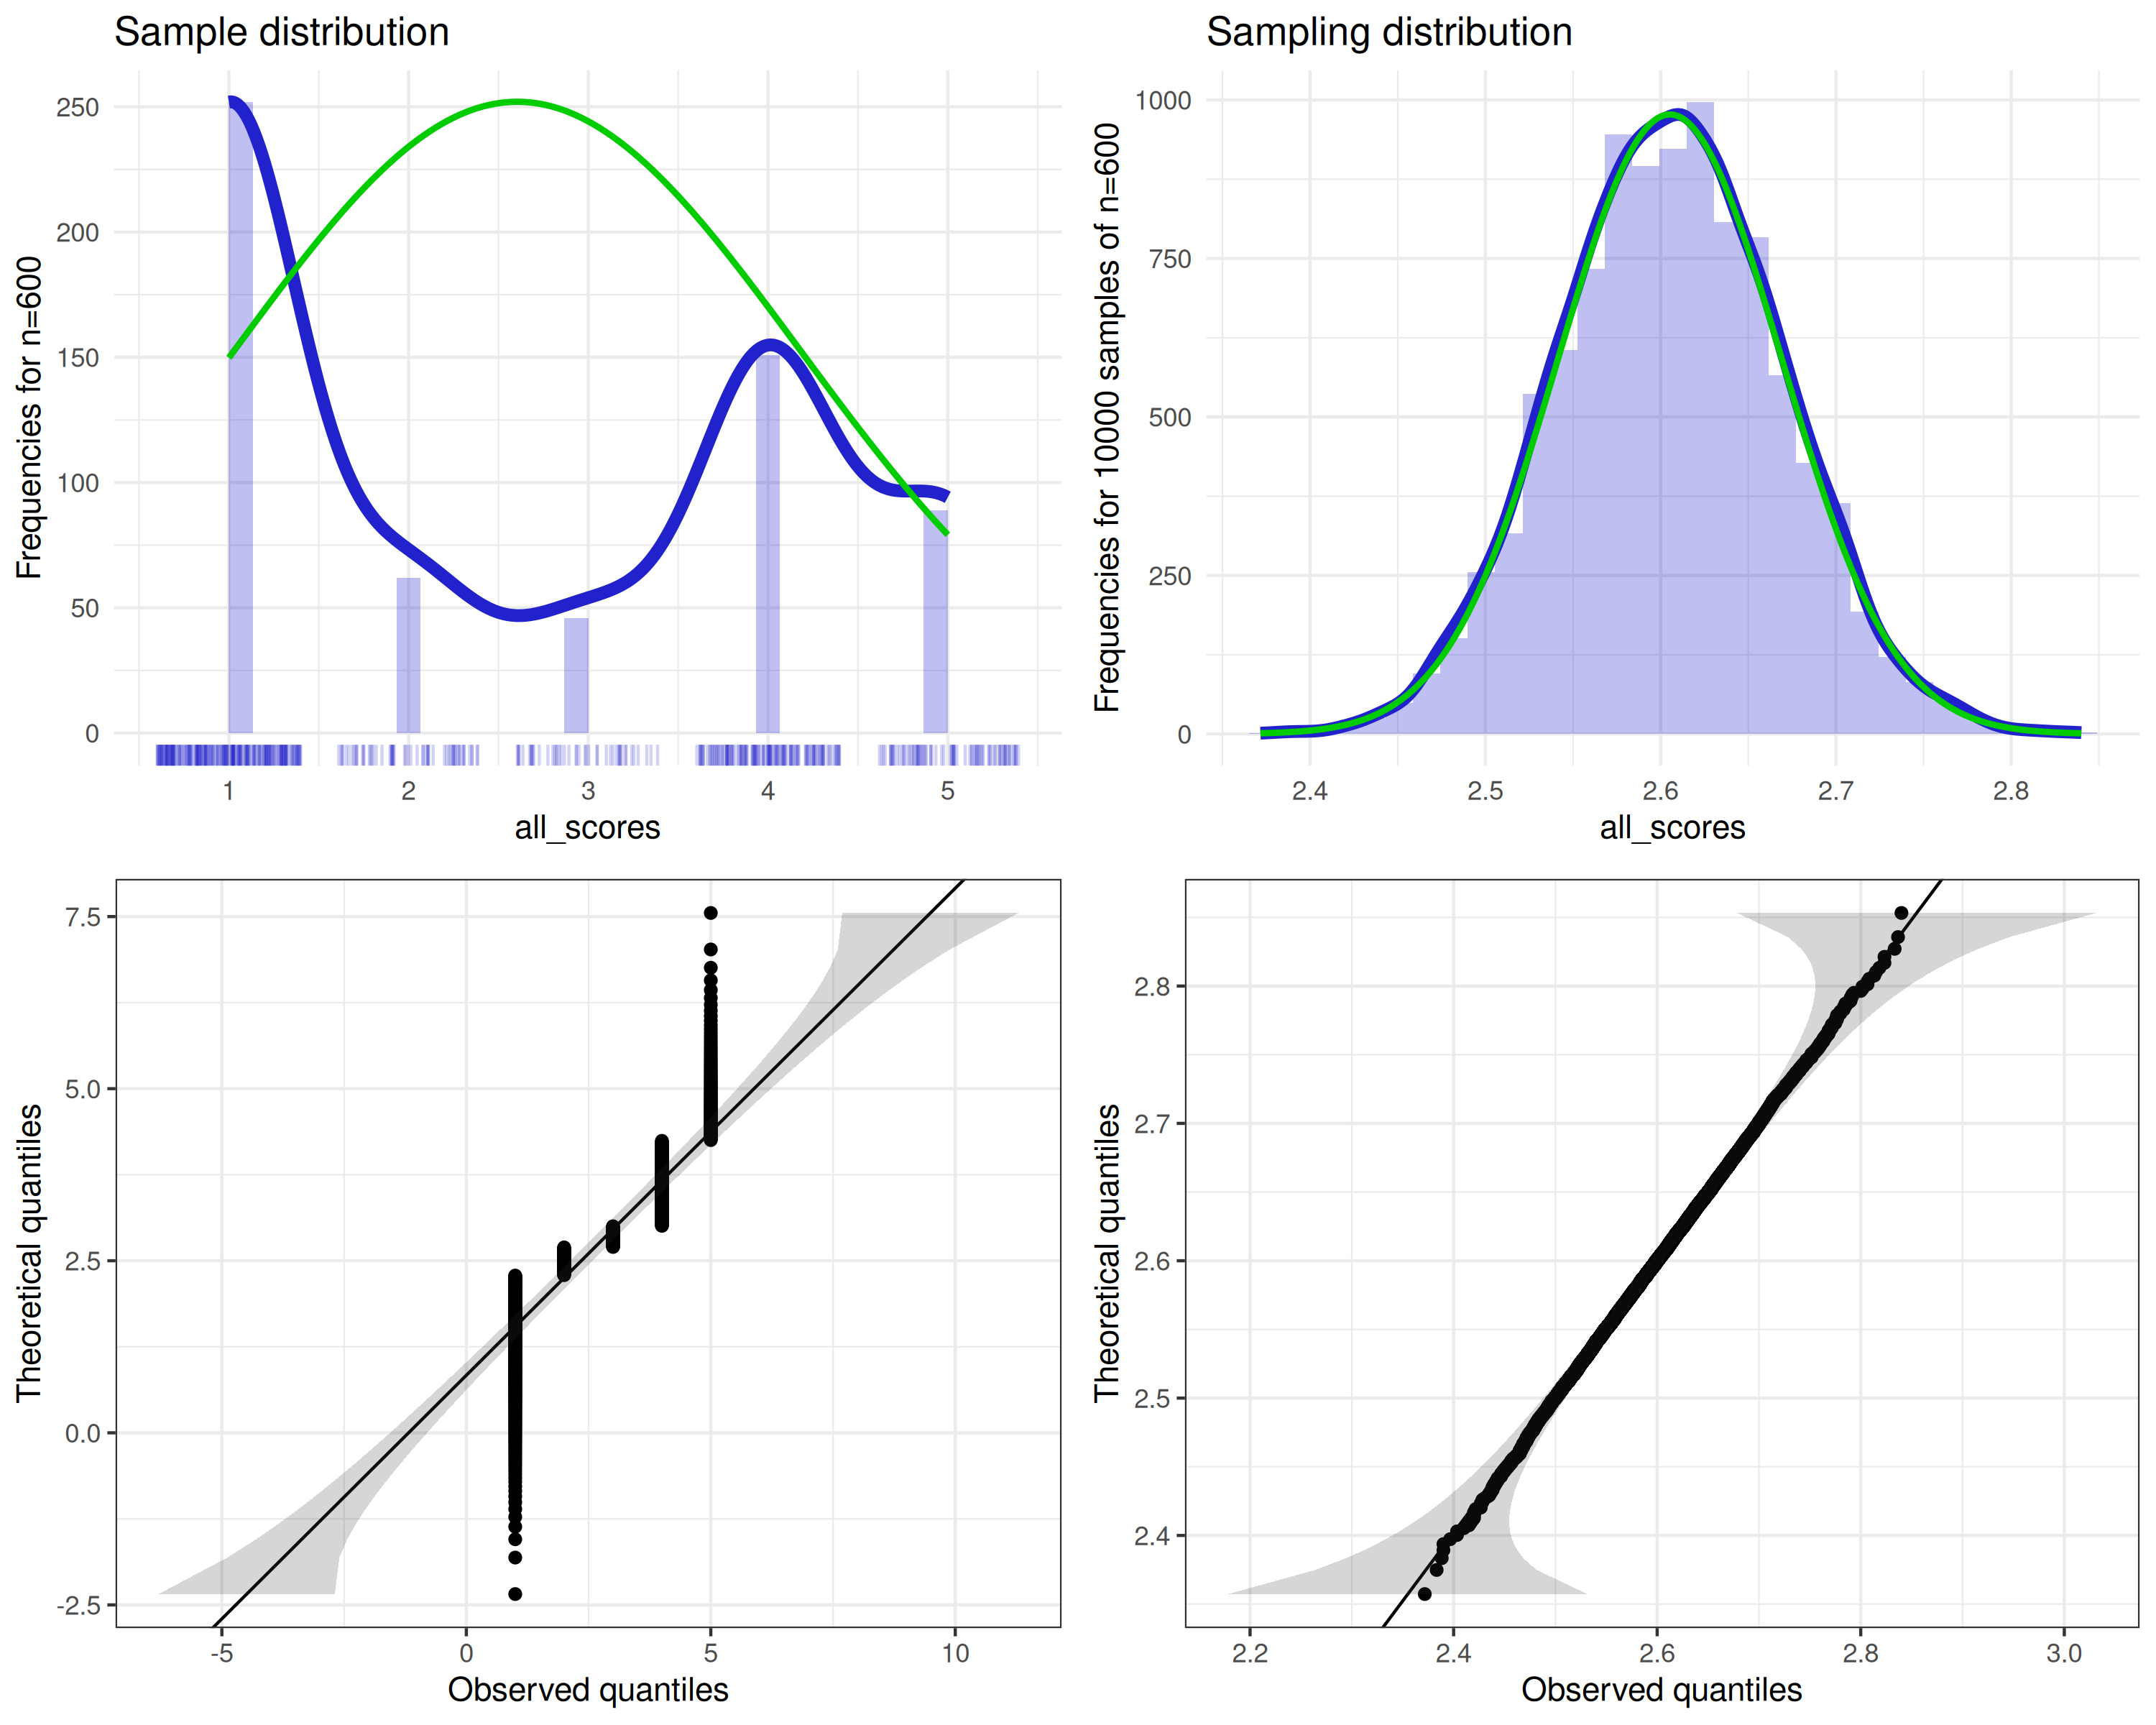 Sample distribution
Frequencies for n=600
250
200
150
100
50
0
1 2 3 4 5
all_scores
Sampling distribution
Frequencies for 10000 samples of n=600
1000
750
500
250
0
2.4 2.5 2.6 2.7 2.8
all_scores
Theoretical quantiles
7.5
5.0
2.5
0.0
-2.5
-5 0 5 10
Observed quantiles
Theoretical quantiles
2.8
2.7
2.6
2.5
2.4
2.2 2.4 2.6 2.8 3.0
Observed quantiles